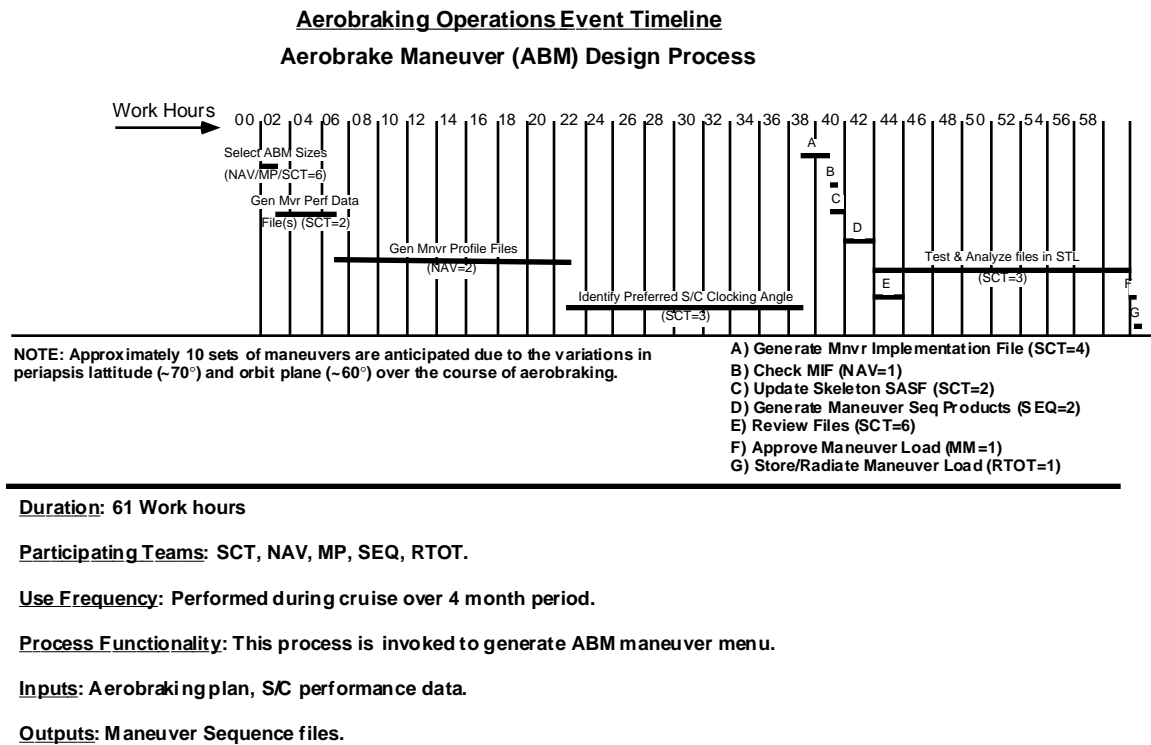 Aerobraking Operations Event Timeline
Aerobrake Maneuver (ABM) Design Process
Work Hours
00 02 04 06 08 10 12 14 16 18 20 22 24 26 28 30 32 34 36 38 40 42 44 46 48 50 52 54 56 58
Select ABM Sizes
(NAV/MP/SCT=6)
Gen Mvr Perf Data
File(s) (SCT=2)
Gen Mnvr Profile Files
(NAV=2)
Identify Preferred S/C Clocking Angle
(SCT=3)
A
B
C
D
Test & Analyze files in STL
(SCT=3)
E
F
G
NOTE: Approximately 10 sets of maneuvers are anticipated due to the variations in
periapsis lattitude (~70°) and orbit plane (~60°) over the course of aerobraking.
A) Generate Mnvr Implementation File (SCT=4)
B) Check MIF (NAV=1)
C) Update Skeleton SASF (SCT=2)
D) Generate Maneuver Seq Products (SEQ=2)
E) Review Files (SCT=6)
F) Approve Maneuver Load (MM=1)
G) Store/Radiate Maneuver Load (RTOT=1)
Duration: 61 Work hours
Participating Teams: SCT, NAV, MP, SEQ, RTOT.
Use Frequency: Performed during cruise over 4 month period.
Process Functionality: This process is invoked to generate ABM maneuver menu.
Inputs: Aerobraking plan, S/C performance data.
Outputs: Maneuver Sequence files.